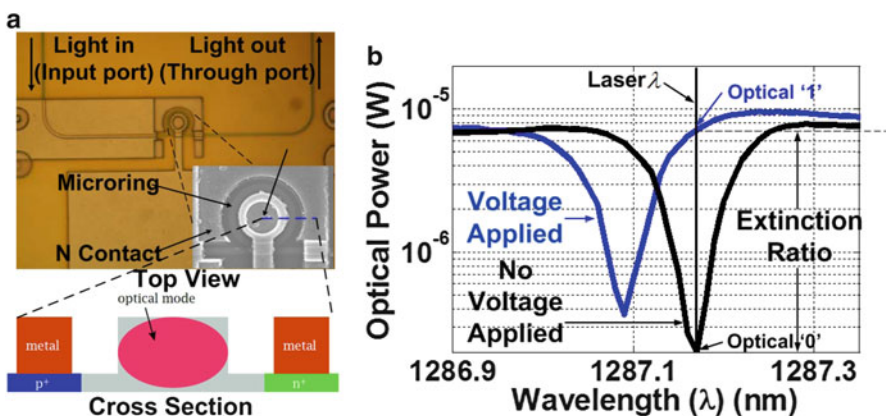 a
Light in
(Input port)
Light out
(Through port)
Microring
N Contact
Top View
optical mode
metal
metal
p+
n+
Cross Section
b
Optical Power (W)
10-5
10-6
Laser λ
Optical '1'
Voltage
Applied
No
Voltage
Applied
Extinction
Ratio
Optical '0'
1286.9
1287.1
1287.3
Wavelength (λ) (nm)